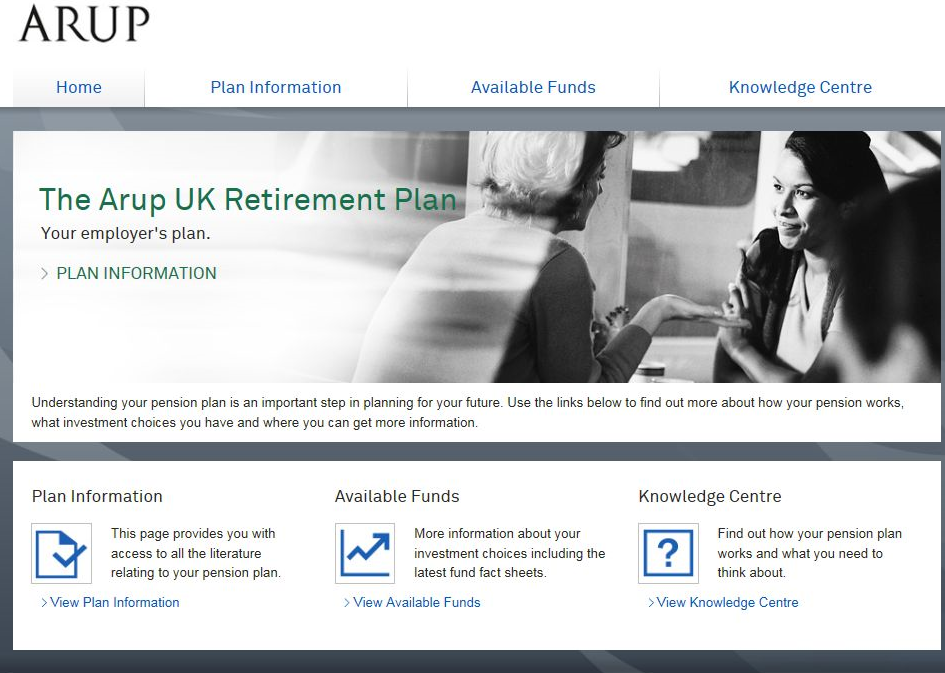 ARUP
Home
Plan Information
Available Funds
Knowledge Centre
The Arup UK Retirement Plan
Your employer's plan.
> PLAN INFORMATION
Understanding your pension plan is an important step in planning for your future. Use the links below to find out more about how your pension works,
what investment choices you have and where you can get more information.
Plan Information
This page provides you with
access to all the literature
relating to your pension plan.
> View Plan Information
Available Funds
More information about your
investment choices including the
latest fund fact sheets.
> View Available Funds
Knowledge Centre
?
Find out how your pension plan
works and what you need to
think about.
> View Knowledge Centre